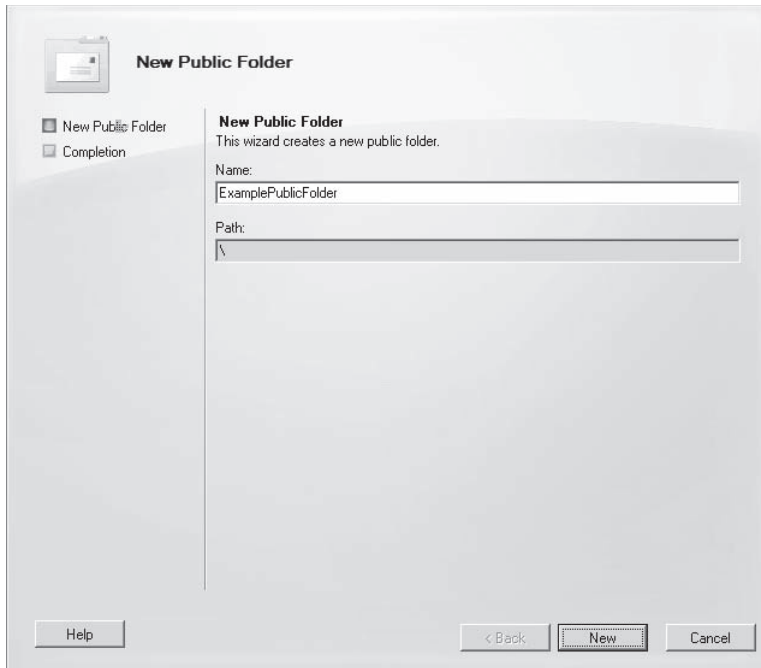 New Public Folder
New Public Folder
Completion
New Public Folder
This wizard creates a new public folder.
Name:
ExamplePublicFolder
Path:
\
Help
< Back
New
Cancel